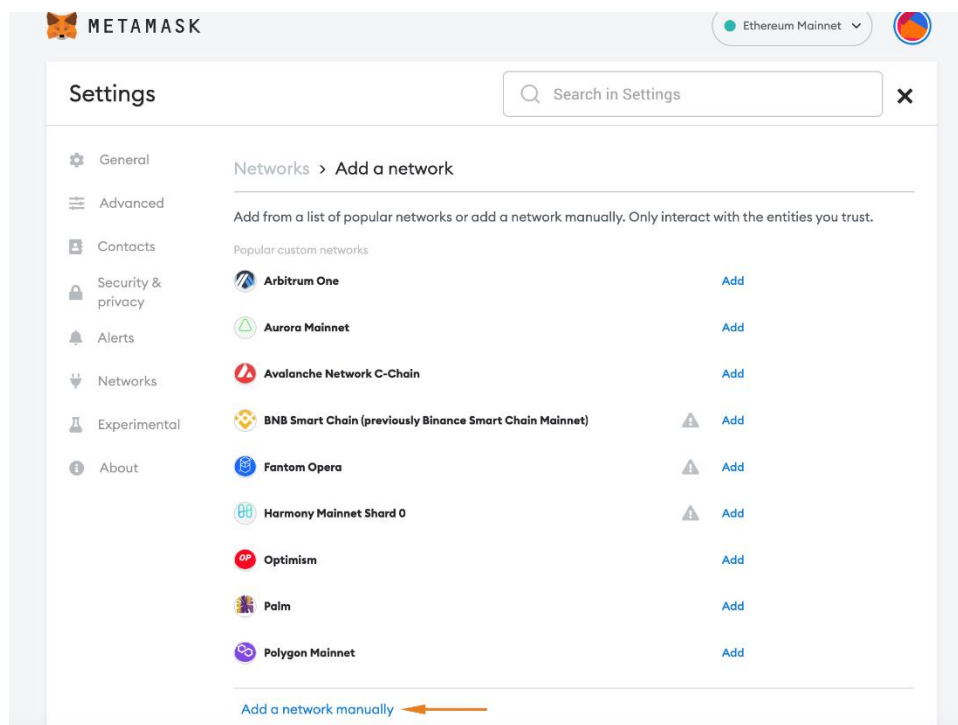 METAMASK
Ethereum Mainnet
Settings
Search in Settings
General
Advanced
Contacts
Security &
privacy
Alerts
Networks
Experimental
About
Networks > Add a network
Add from a list of popular networks or add a network manually. Only interact with the entities you trust.
Popular custom networks
Arbitrum One Add
Aurora Mainnet Add
Avalanche Network C-Chain Add
BNB Smart Chain (previously Binance Smart Chain Mainnet) Add
Fantom Opera Add
Harmony Mainnet Shard 0 Add
OP Optimism Add
Palm Add
Polygon Mainnet Add
Add a network manually